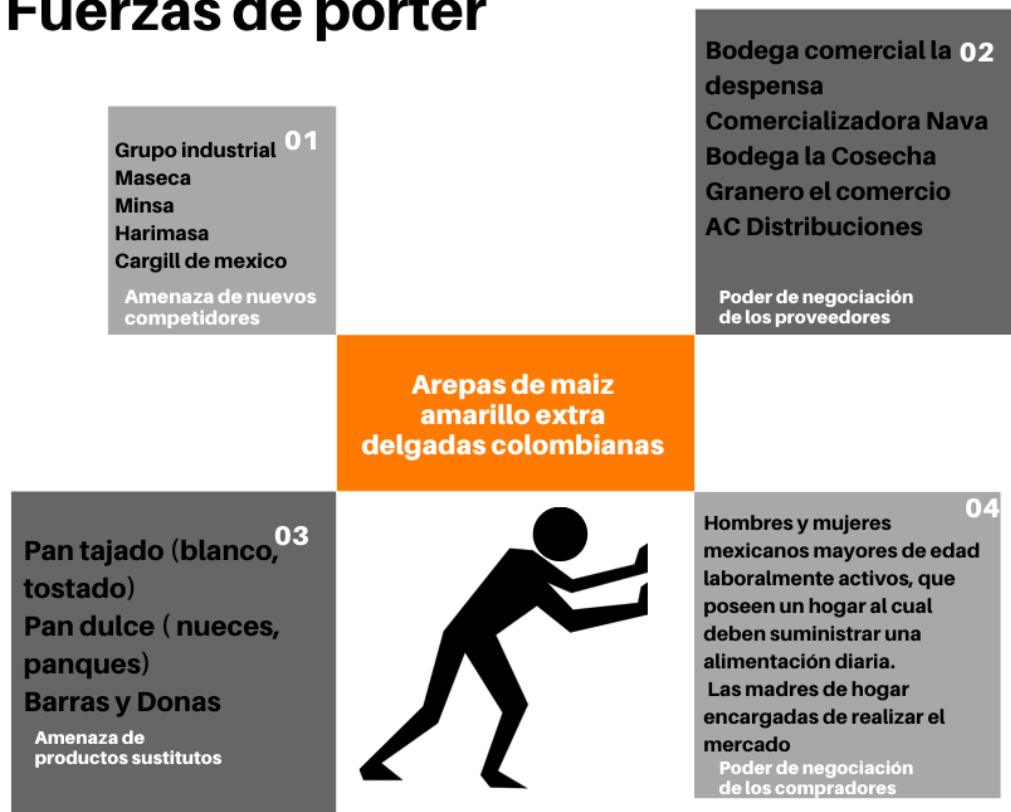 Fuerzas de porter
01
Grupo industrial
Maseca
Minsa
Harimasa
Cargill de mexico
Amenaza de nuevos
competidores
02
Bodega comercial la
despensa
Comercializadora Nava
Bodega la Cosecha
Granero el comercio
AC Distribuciones
Poder de negociación
de los proveedores
Arepas de maiz
amarillo extra
delgadas colombianas
03
Pan tajado (blanco,
tostado)
Pan dulce ( nueces,
panques)
Barras y Donas
Amenaza de
productos sustitutos
04
Hombres y mujeres
mexicanos mayores de edad
laboralmente activos, que
poseen un hogar al cual
deben suministrar una
alimentación diaria.
Las madres de hogar
encargadas de realizar el
mercado
Poder de negociación
de los compradores